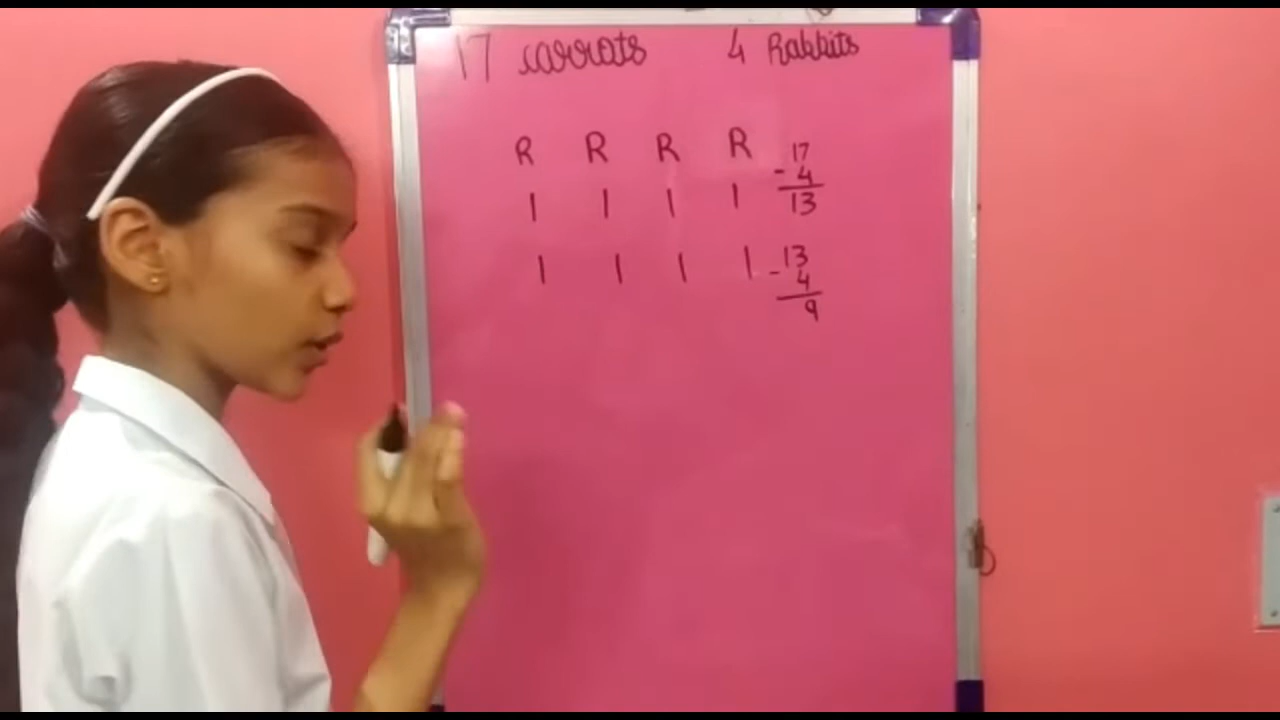 17 carrots 4 Rabbits
R R R R
17
- 4
1 1 1 1 13
1 1 1 1 - 13
4
9